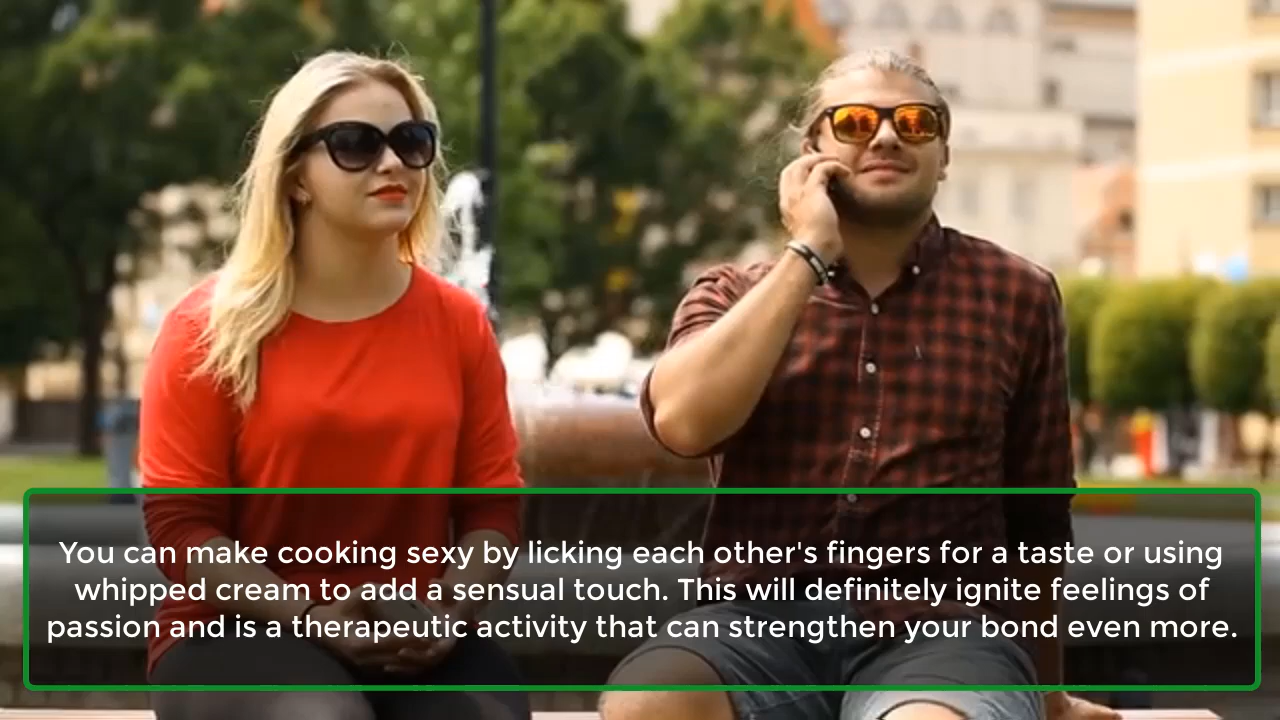 You can make cooking sexy by licking each other's fingers for a taste or using
whipped cream to add a sensual touch. This will definitely ignite feelings of
passion and is a therapeutic activity that can strengthen your bond even more.